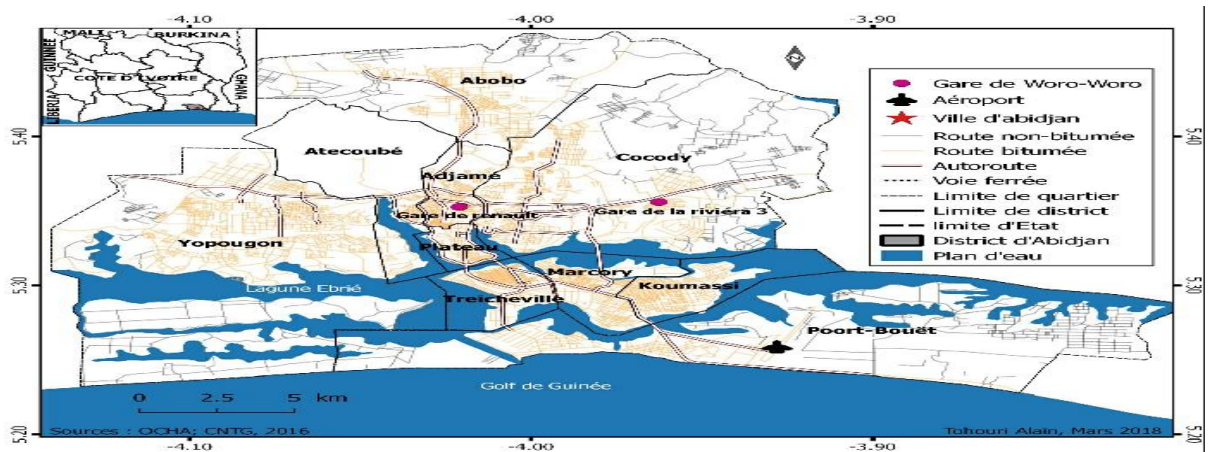 -4.10
-4.00
-3.90
MALI
BURKINA
GUINNÉE
COTE D'IVOIRE
GHANA
LIBERIA
5.40
5.40
Abobo
Atecoubé
Cocody
Adjamé
Gare de renault
Gare de la riviéra 3
Yopougon
Plateau
Marcory
5.30
5.30
Lagune Ebrié
Treicheville
Koumassi
Poort-Bouët
Golf de Guinée
0 2.5 5 km
Sources : OCHA; CNTG, 2016
Tohouri Alain, Mars 2018
5.20
5.20
-4.10
-4.00
-3.90
Gare de Woro-Woro
Aéroport
Ville d'abidjan
Route non-bitumée
Route bitumée
Autoroute
Voie ferrée
Limite de quartier
Limite de district
limite d'Etat
District d'Abidjan
Plan d'eau